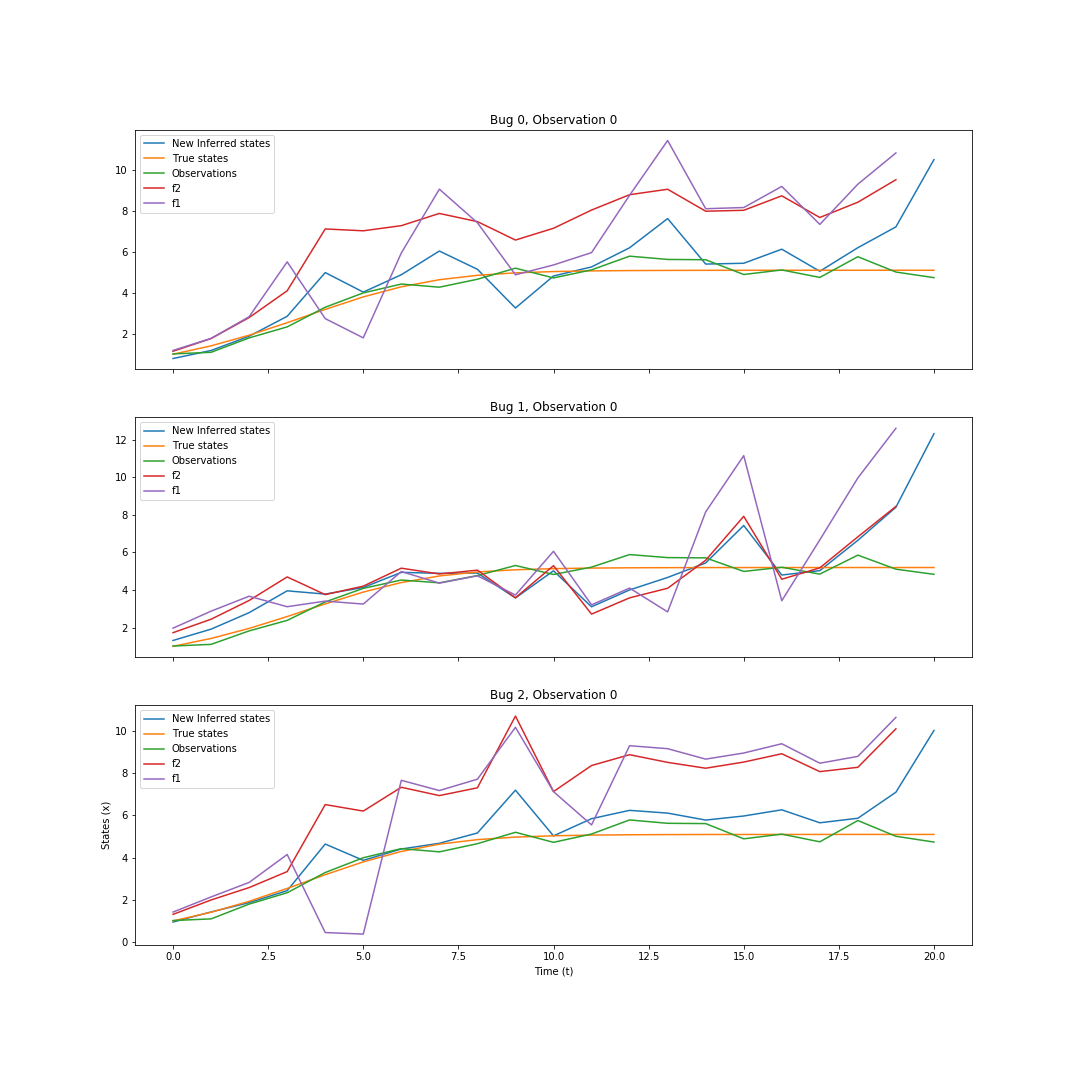 Bug 0, Observation 0
New Inferred states
True states
Observations
f2
f1
10
8
6
4
2
Bug 1, Observation 0
New Inferred states
True states
Observations
f2
f1
12
10
8
6
4
2
Bug 2, Observation 0
New Inferred states
True states
Observations
f2
f1
10
8
6
4
2
0
States (x)
0.0 2.5 5.0 7.5 10.0 12.5 15.0 17.5 20.0
Time (t)